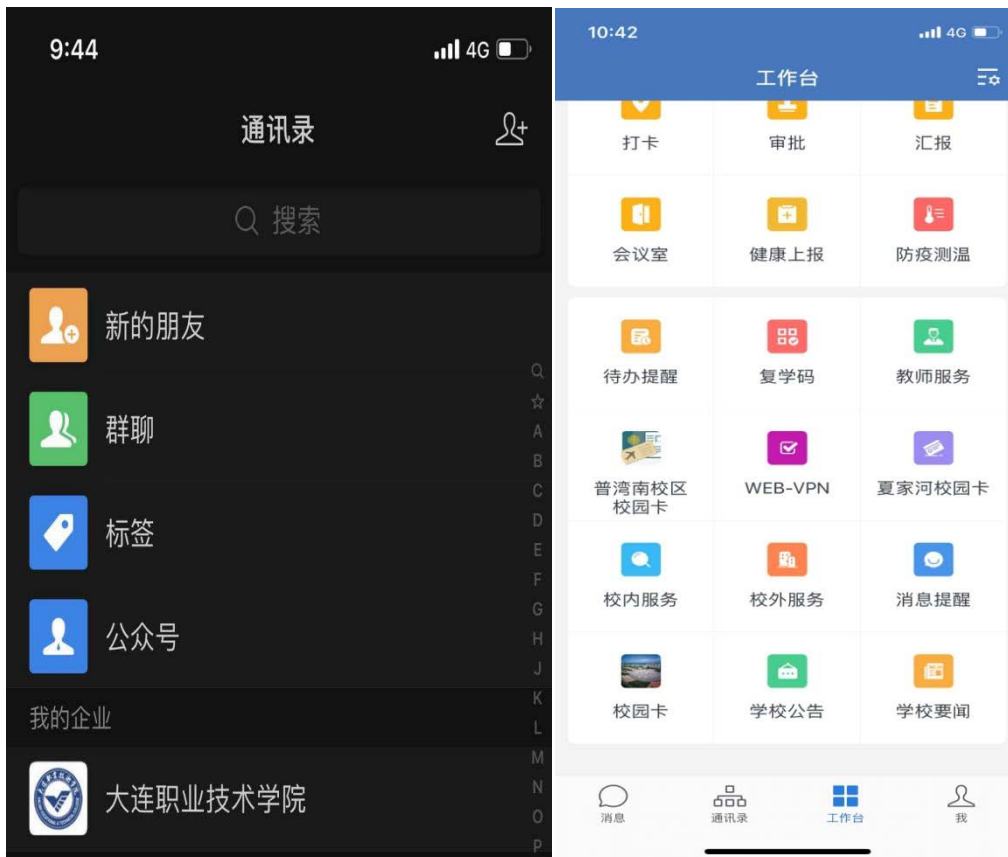 9:44
4G
通讯录
搜索
新的朋友
群聊
标签
公众号
我的企业
大连职业技术学院
A
B
C
D
E
F
G
H
J
K
L
M
N
O
P
10:42
4G
工作台
打卡 审批 汇报
会议室 健康上报 防疫测温
待办提醒 复学码 教师服务
普湾南校区 WEB-VPN 夏家河校园卡
校园卡
校内服务 校外服务 消息提醒
校园卡 学校公告 学校要闻
消息 通讯录 工作台 我